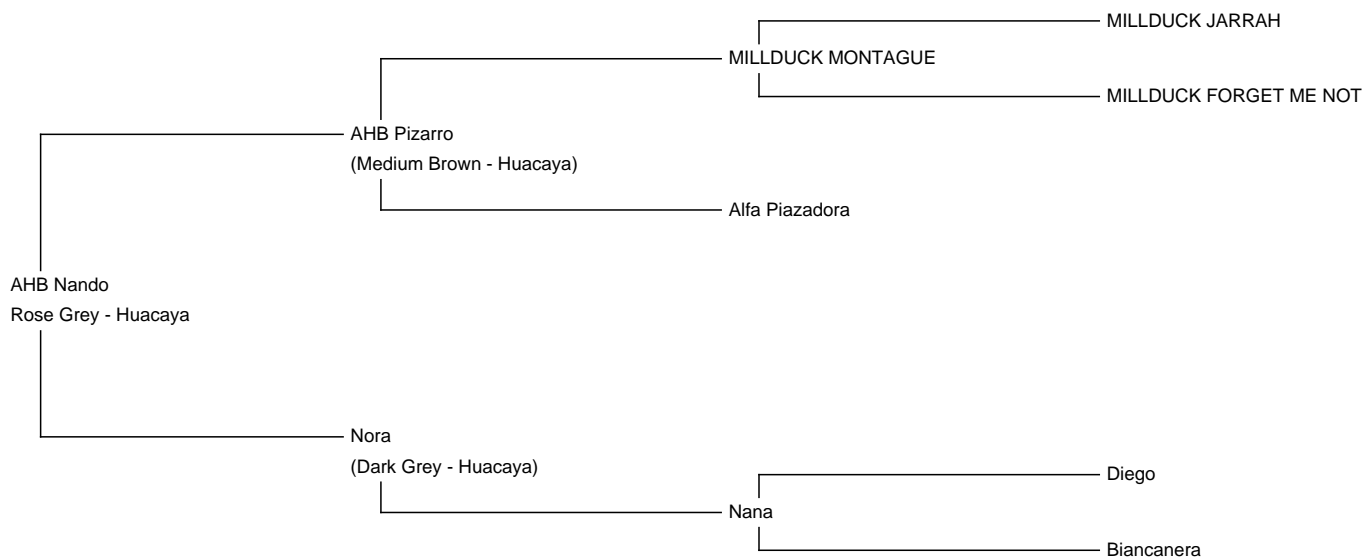 MILLDUCK JARRAH
MILLDUCK MONTAGUE
MILLDUCK FORGET ME NOT
AHB Pizarro
(Medium Brown - Huacaya)
Alfa Piazadora
AHB Nando
Rose Grey - Huacaya
Nora
(Dark Grey - Huacaya)
Diego
Nana
Biancanera